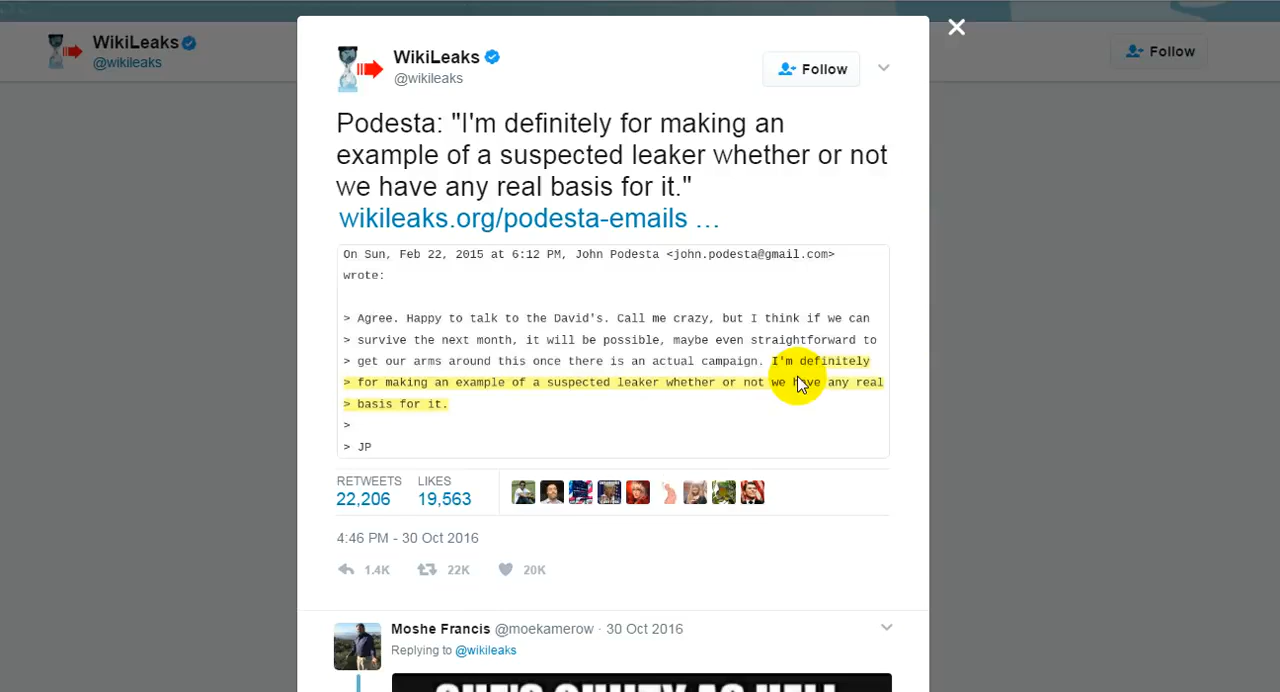 WikiLeaks
@wikileaks
Follow
WikiLeaks
@wikileaks
Follow
Podesta: "I'm definitely for making an
example of a suspected leaker whether or not
we have any real basis for it."
wikileaks.org/podesta-emails …
On Sun, Feb 22, 2015 at 6:12 PM, John Podesta <john.podesta@gmail.com>
wrote:
> Agree. Happy to talk to the David's. Call me crazy, but I think if we can
> survive the next month, it will be possible, maybe even straightforward to
> get our arms around this once there is an actual campaign. I'm definitely
> for making an example of a suspected leaker whether or not we have any real
> basis for it.
>
> JP
RETWEETS LIKES
22,206 19,563
4:46 PM - 30 Oct 2016
1.4K 22K 20K
Moshe Francis @moekamerow · 30 Oct 2016
Replying to @wikileaks
SHE'S GUILTY AS HELL